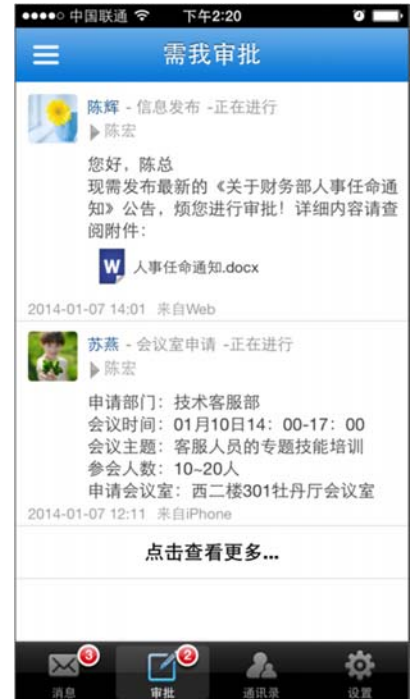 中国联通 下午2:20
需我审批
陈辉 - 信息发布 -正在进行
陈宏
您好，陈总
现需发布最新的《关于财务部人事任命通
知》公告，烦您进行审批！详细内容请查
阅附件：
W 人事任命通知.docx
2014-01-07 14:01 来自Web
苏燕 - 会议室申请 -正在进行
陈宏
申请部门：技术客服部
会议时间：01月10日14：00-17：00
会议主题：客服人员的专题技能培训
参会人数：10~20人
申请会议室：西二楼301牡丹厅会议室
2014-01-07 12:11 来自iPhone
点击查看更多...
3 2
消息 审批 通讯录 设置